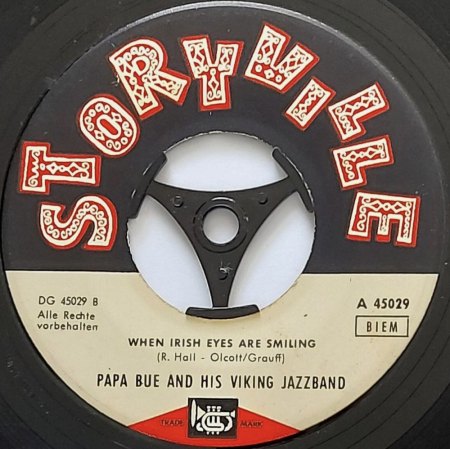 STORYVILLE
DG 45029 B
Alle Rechte
vorbehalten
A 45029
BIEM
WHEN IRISH EYES ARE SMILING
(R. Hall - Olcott/Grauff)
PAPA BUE AND HIS VIKING JAZZBAND
TRADE MARK